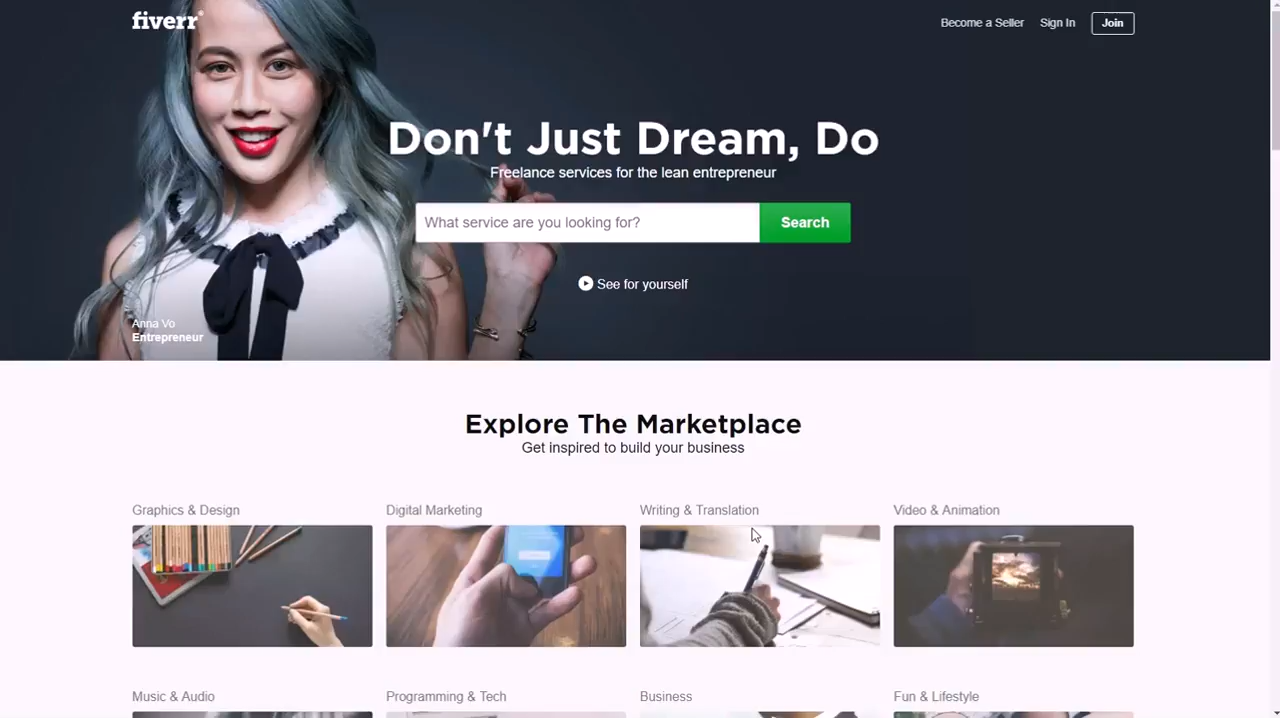 fiverr®
Become a Seller
Sign In
Join
Don't Just Dream, Do
Freelance services for the lean entrepreneur
What service are you looking for?
Search
See for yourself
Anna Vo
Entrepreneur
Explore The Marketplace
Get inspired to build your business
Graphics & Design
Digital Marketing
Writing & Translation
Video & Animation
Music & Audio
Programming & Tech
Business
Fun & Lifestyle